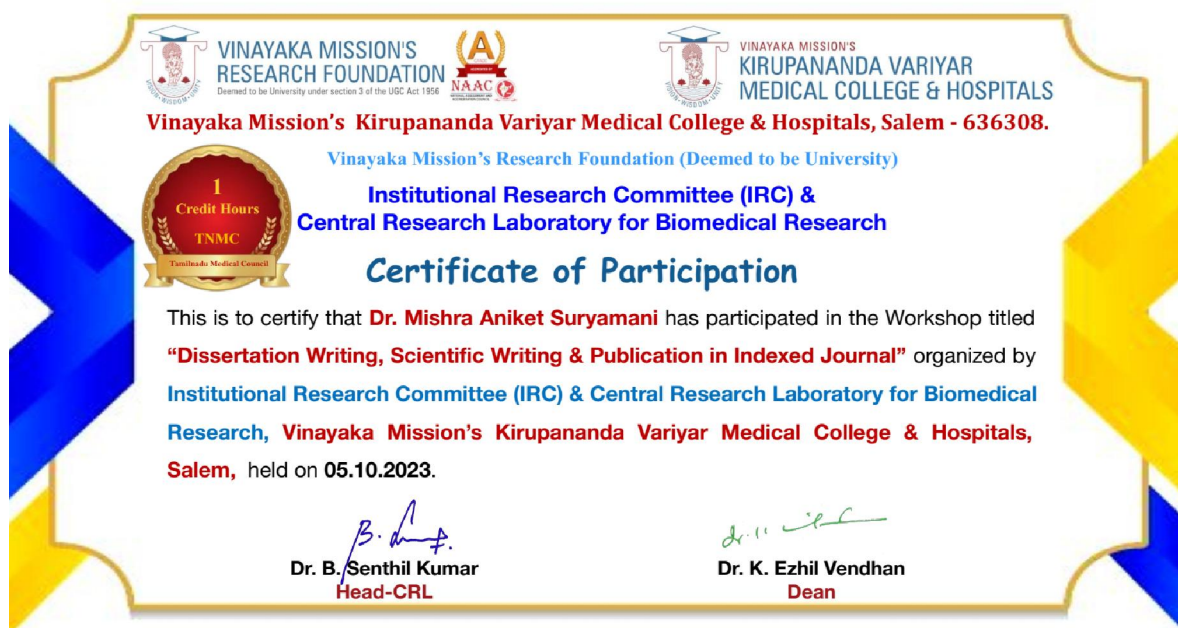 VINAYAKA MISSION'S
RESEARCH FOUNDATION
Deemed to be University under section 3 of the UGC Act 1956
A
NAAC
VINAYAKA MISSION'S
KIRUPANANDA VARIYAR
MEDICAL COLLEGE & HOSPITALS
Vinayaka Mission's Kirupananda Variyar Medical College & Hospitals, Salem - 636308.
Vinayaka Mission's Research Foundation (Deemed to be University)
1
Credit Hours
TNMC
Tamilnadu Medical Council
Institutional Research Committee (IRC) &
Central Research Laboratory for Biomedical Research
Certificate of Participation
This is to certify that Dr. Mishra Aniket Suryamani has participated in the Workshop titled
“Dissertation Writing, Scientific Writing & Publication in Indexed Journal” organized by
Institutional Research Committee (IRC) & Central Research Laboratory for Biomedical
Research, Vinayaka Mission's Kirupananda Variyar Medical College & Hospitals,
Salem, held on 05.10.2023.
Dr. B. Senthil Kumar
Head-CRL
Dr. K. Ezhil Vendhan
Dean